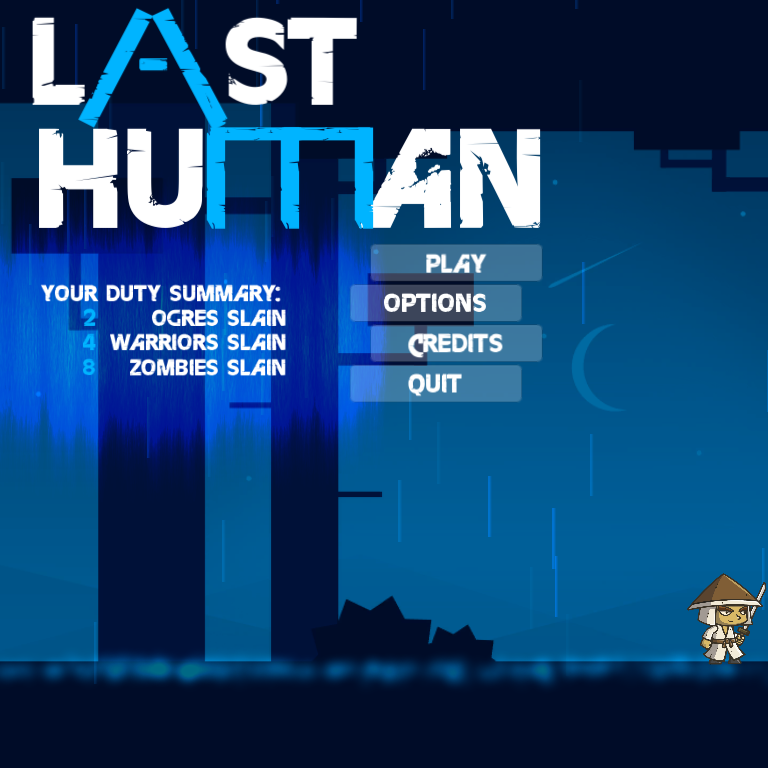 LAST
HUMAN
YOUR DUTY SUMMARY:
2 OGRES SLAIN
4 WARRIORS SLAIN
8 ZOMBIES SLAIN
PLAY
OPTIONS
CREDITS
QUIT